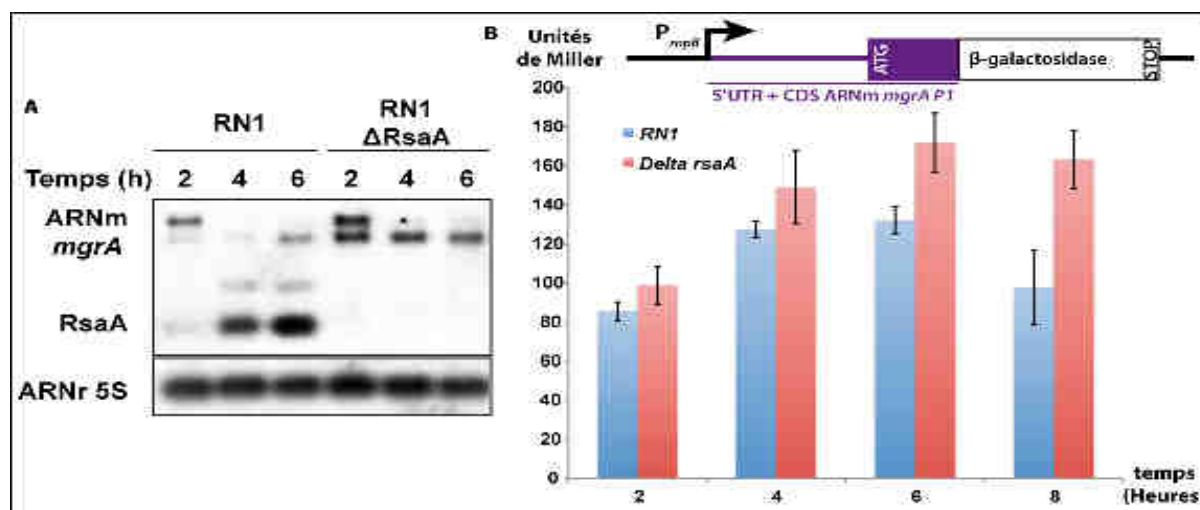 A
RN1
RN1
ΔRsaA
Temps (h)
2 4 6 2 4 6
ARNm
mgrA
RsaA
ARNr 5S
B
Unités
de Miller
ATG
β-galactosidase
STOP
5'UTR + CDS ARNm mgrA P1
RN1
Delta rsaA
200
180
160
140
120
100
80
60
40
20
0
2 4 6 8
temps
(Heures